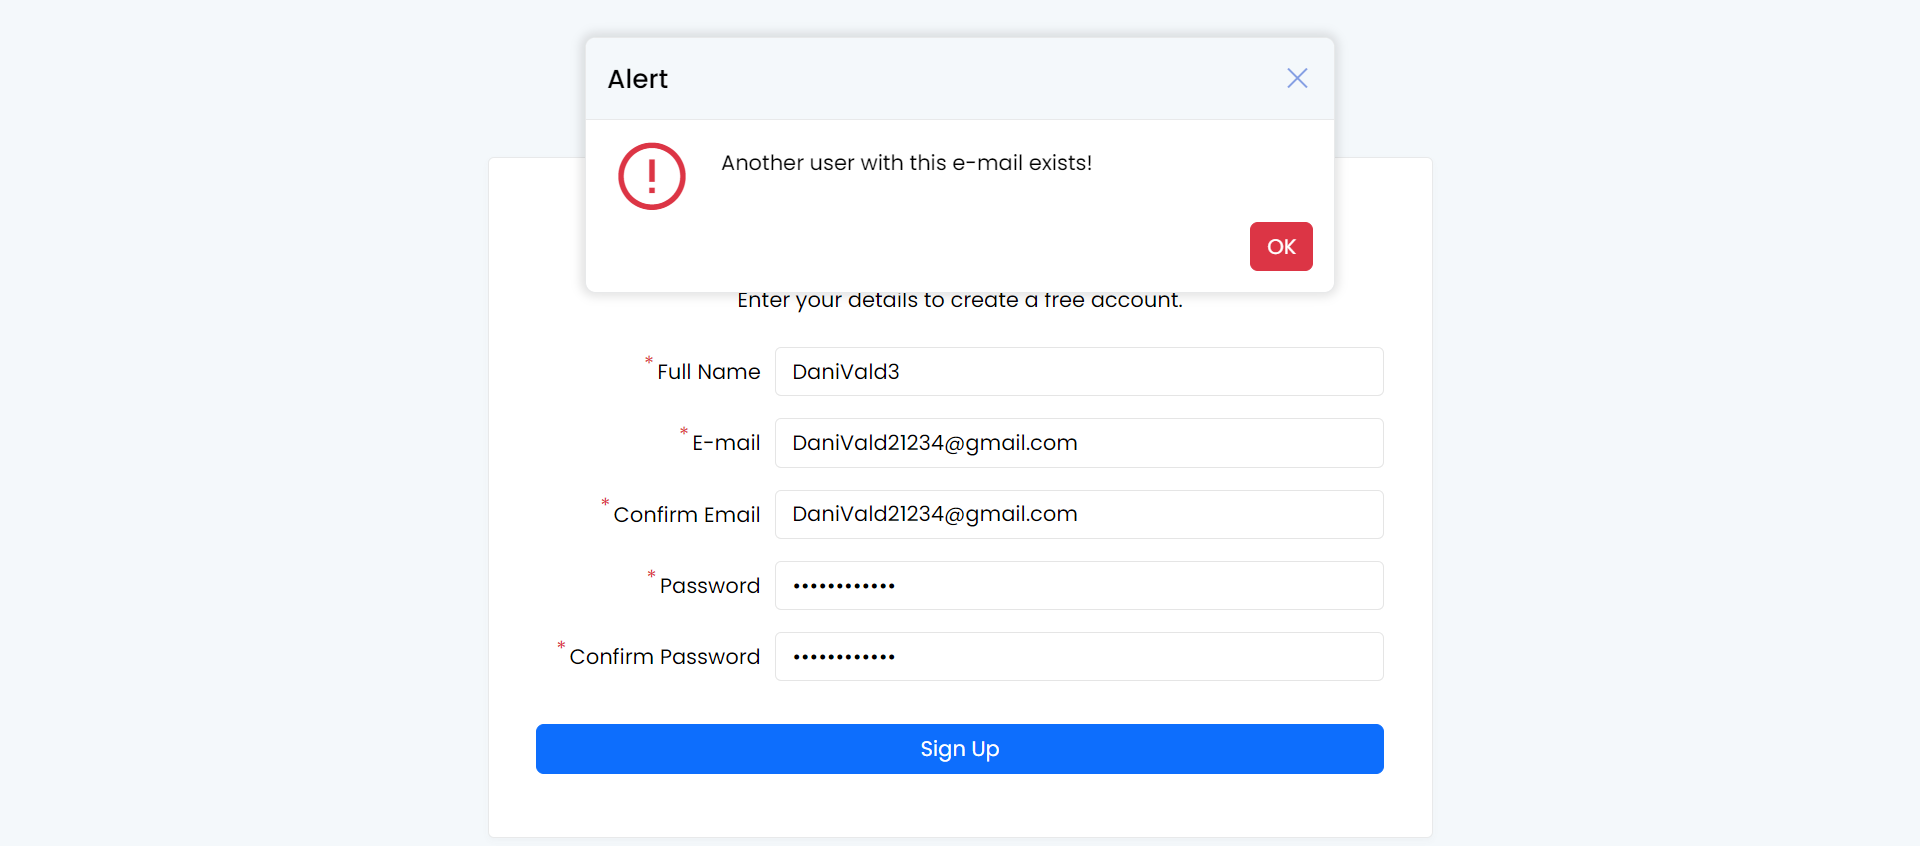 Alert
Another user with this e-mail exists!
OK
Enter your details to create a free account.
* Full Name DaniVald3
* E-mail DaniVald21234@gmail.com
* Confirm Email DaniVald21234@gmail.com
* Password ••••••••••••
* Confirm Password ••••••••••••
Sign Up